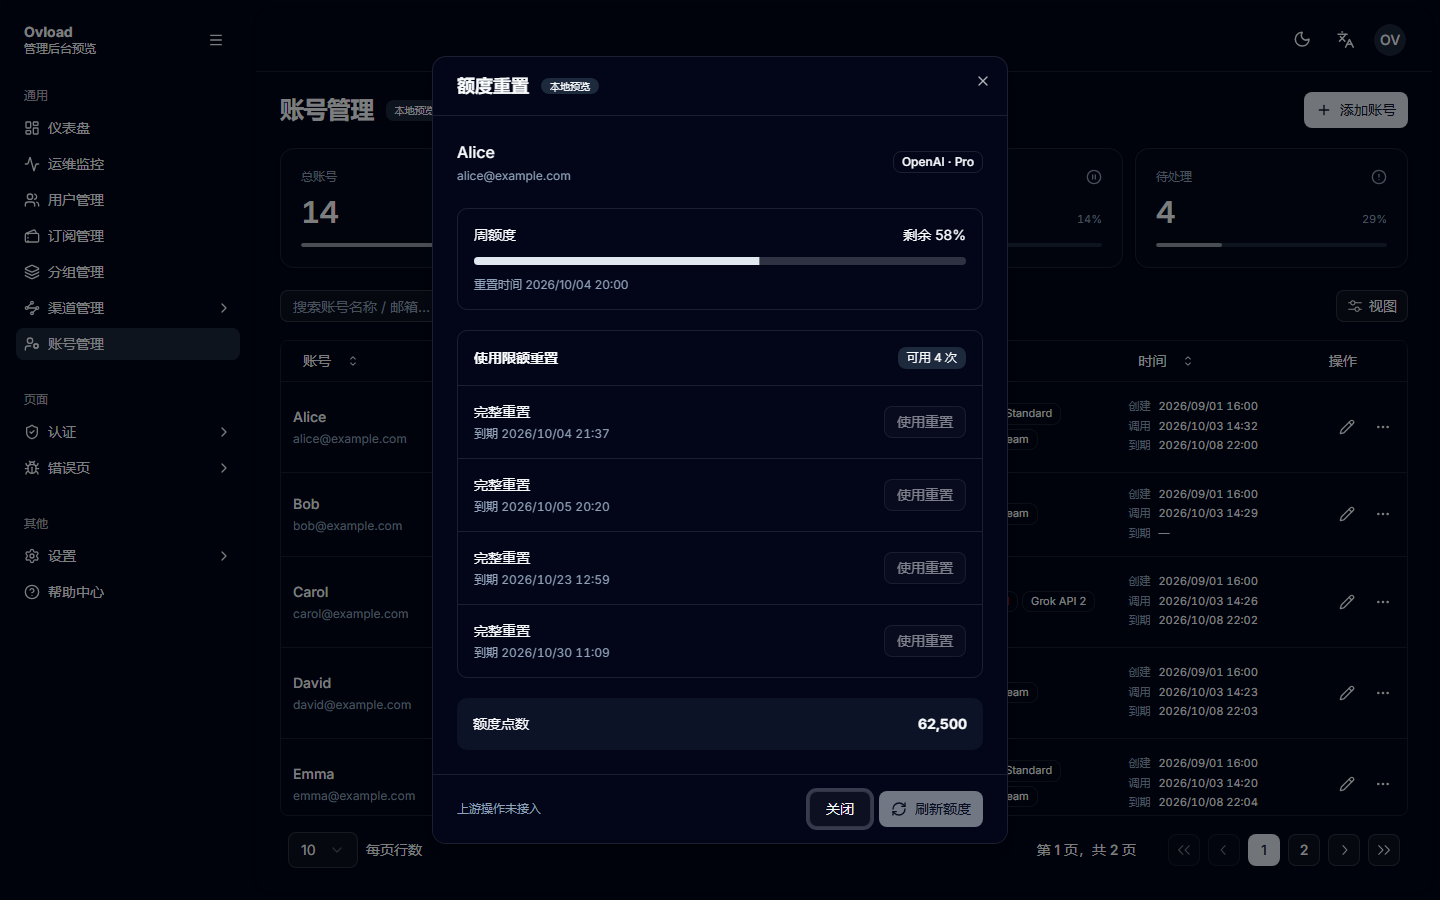 Ovload
管理后台预览
OV
通用
仪表盘
运维监控
用户管理
订阅管理
分组管理
渠道管理
账号管理
页面
认证
错误页
其他
设置
帮助中心
账号管理
本地预览
添加账号
总账号
14
14%
待处理
4
29%
搜索账号名称 / 邮箱...
视图
账号
时间
操作
Alice
alice@example.com
Standard
eam
创建 2026/09/01 16:00
调用 2026/10/03 14:32
到期 2026/10/08 22:00
Bob
bob@example.com
eam
创建 2026/09/01 16:00
调用 2026/10/03 14:29
到期 —
Carol
carol@example.com
Grok API 2
创建 2026/09/01 16:00
调用 2026/10/03 14:26
到期 2026/10/08 22:02
David
david@example.com
eam
创建 2026/09/01 16:00
调用 2026/10/03 14:23
到期 2026/10/08 22:03
Emma
emma@example.com
Standard
eam
创建 2026/09/01 16:00
调用 2026/10/03 14:20
到期 2026/10/08 22:04
10
每页行数
第 1 页，共 2 页
1
2
额度重置
本地预览
Alice
alice@example.com
OpenAI · Pro
周额度
剩余 58%
重置时间 2026/10/04 20:00
使用限额重置
可用 4 次
完整重置
到期 2026/10/04 21:37
使用重置
完整重置
到期 2026/10/05 20:20
使用重置
完整重置
到期 2026/10/23 12:59
使用重置
完整重置
到期 2026/10/30 11:09
使用重置
额度点数
62,500
上游操作未接入
关闭
刷新额度